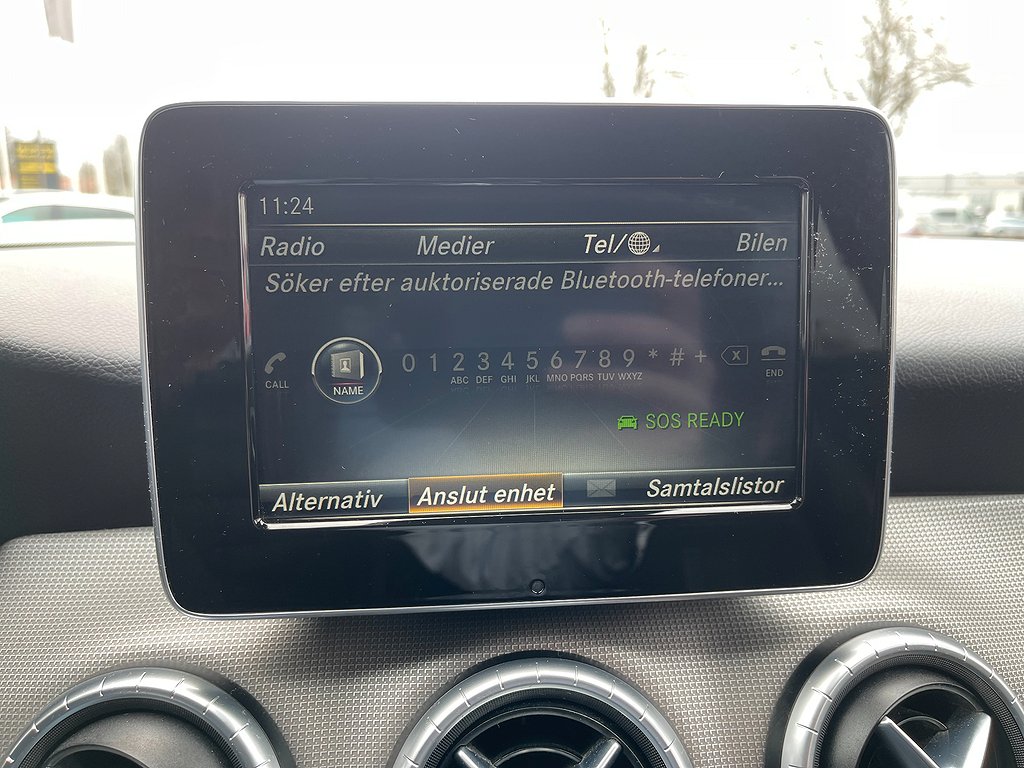 11:24
Radio Medier Tel/ Bilen
Söker efter auktoriserade Bluetooth-telefoner...
CALL NAME 0 1 2 3 4 5 6 7 8 9 * # + X END
ABC DEF GHI JKL MNO PQRS TUV WXYZ
SOS READY
Alternativ Anslut enhet Samtalslistor